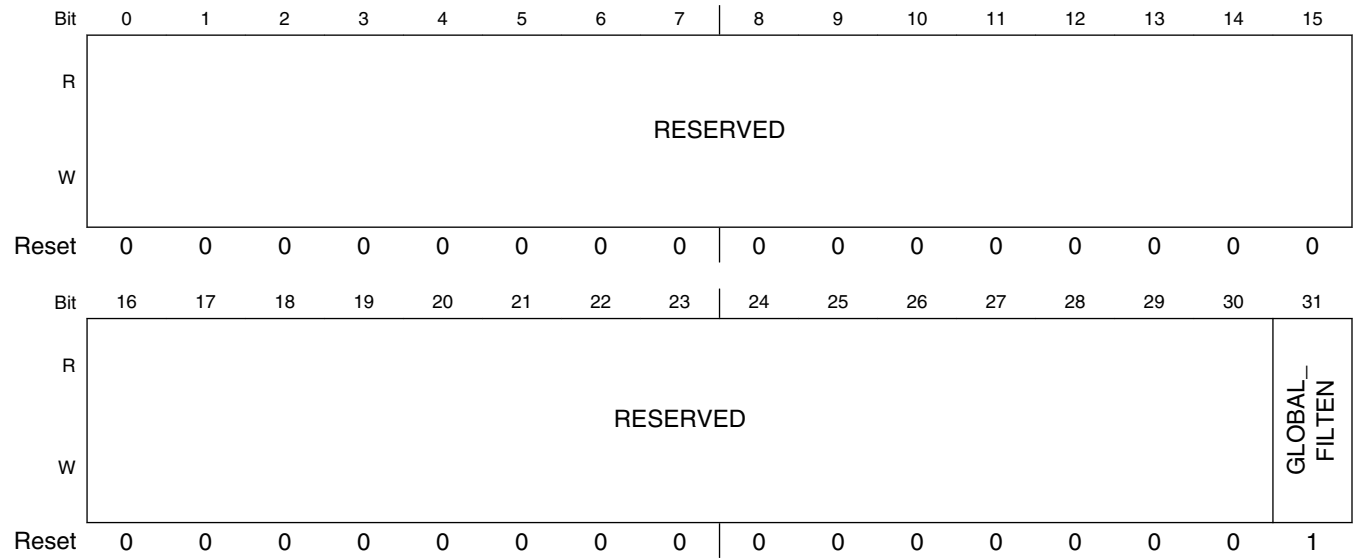 Bit 0 1 2 3 4 5 6 7 8 9 10 11 12 13 14 15
R
RESERVED
W
Reset 0 0 0 0 0 0 0 0 0 0 0 0 0 0 0 0
Bit 16 17 18 19 20 21 22 23 24 25 26 27 28 29 30 31
R
RESERVED
GLOBAL_
FILTEN
W
Reset 0 0 0 0 0 0 0 0 0 0 0 0 0 0 0 1